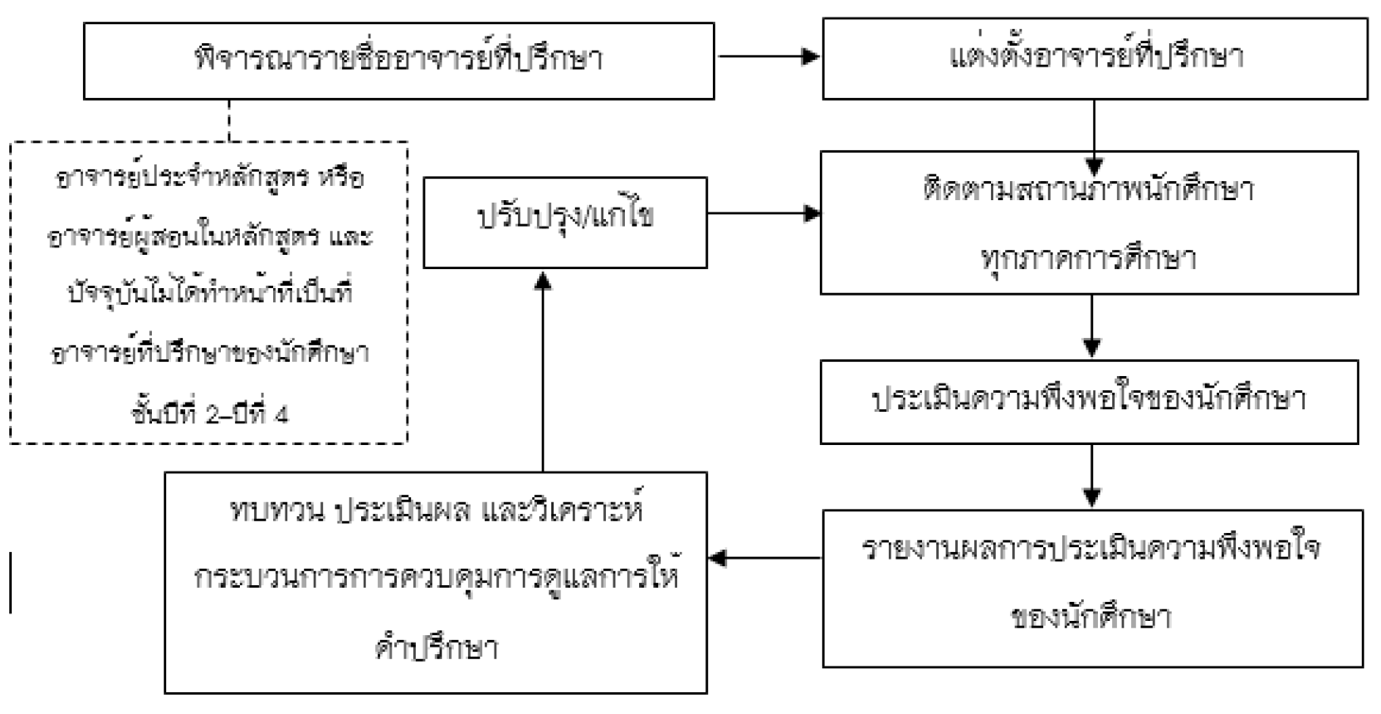 พิจารณารายชื่ออาจารย์ที่ปรึกษา
แต่งตั้งอาจารย์ที่ปรึกษา
อาจารย์ประจำหลักสูตร หรือ
อาจารย์ผู้สอนในหลักสูตร และ
ปัจจุบันไม่ได้ทำหน้าที่เป็นที่
อาจารย์ที่ปรึกษาของนักศึกษา
ชั้นปีที่ 2–ปีที่ 4
ปรับปรุง/แก้ไข
ติดตามสถานภาพนักศึกษา
ทุกภาคการศึกษา
ประเมินความพึงพอใจของนักศึกษา
รายงานผลการประเมินความพึงพอใจ
ของนักศึกษา
ทบทวน ประเมินผล และวิเคราะห์
กระบวนการการควบคุมการดูแลการให้
คำปรึกษา